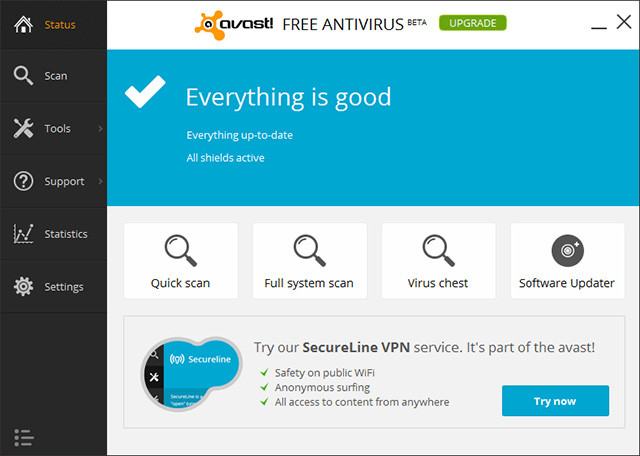 Status
avast! FREE ANTIVIRUS BETA UPGRADE
Scan
Tools
Support
Statistics
Settings
Everything is good
Everything up-to-date
All shields active
Quick scan
Full system scan
Virus chest
Software Updater
Secureline
Try our SecureLine VPN service. It's part of the avast!
Safety on public WiFi
Anonymous surfing
All access to content from anywhere
Try now